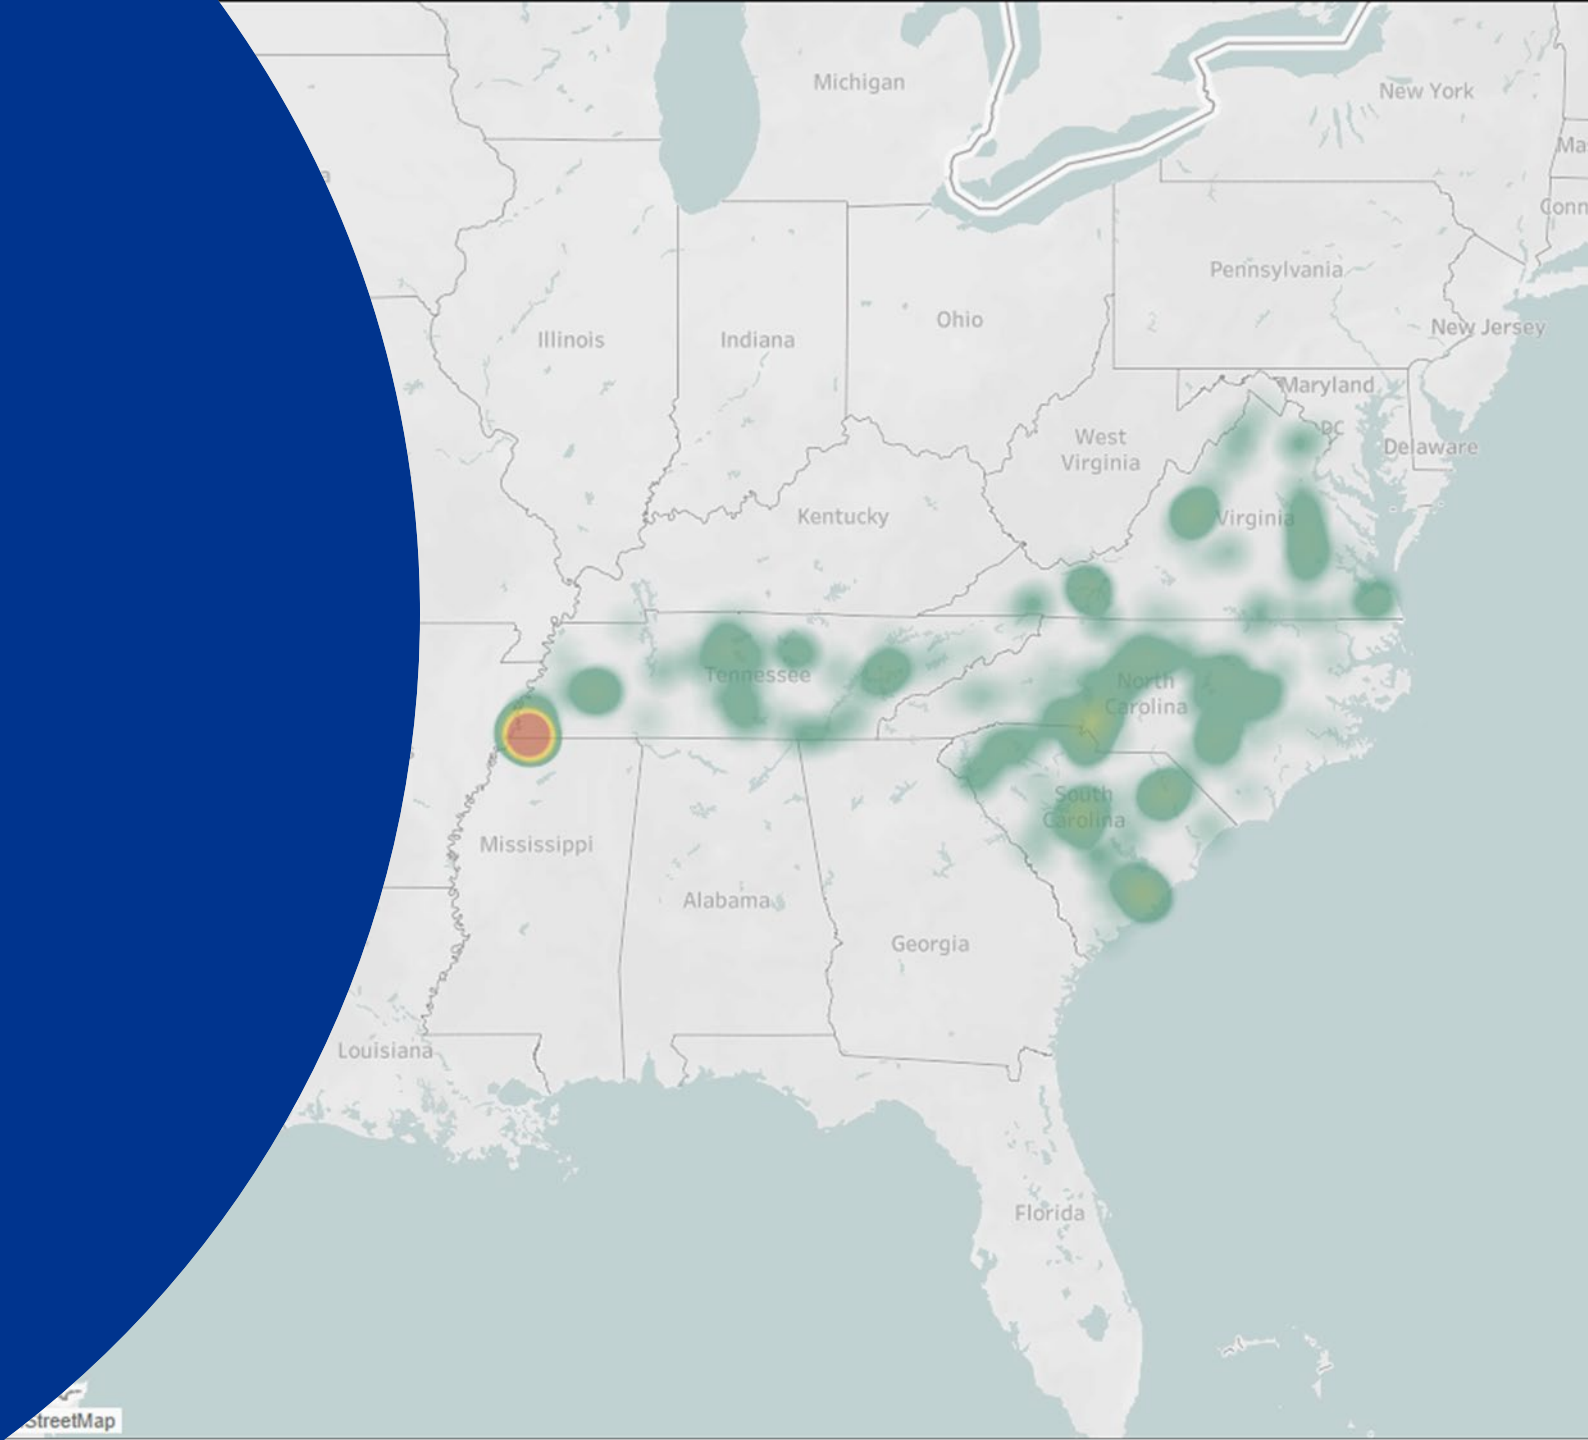 Michigan
New York
Ma
Conn
Pennsylvania
Ohio
New Jersey
Illinois
Indiana
Maryland
DC
West
Virginia
Delaware
Kentucky
Virginia
Tennessee
North
Carolina
South
Carolina
Mississippi
Alabama
Georgia
Louisiana
Florida
StreetMap